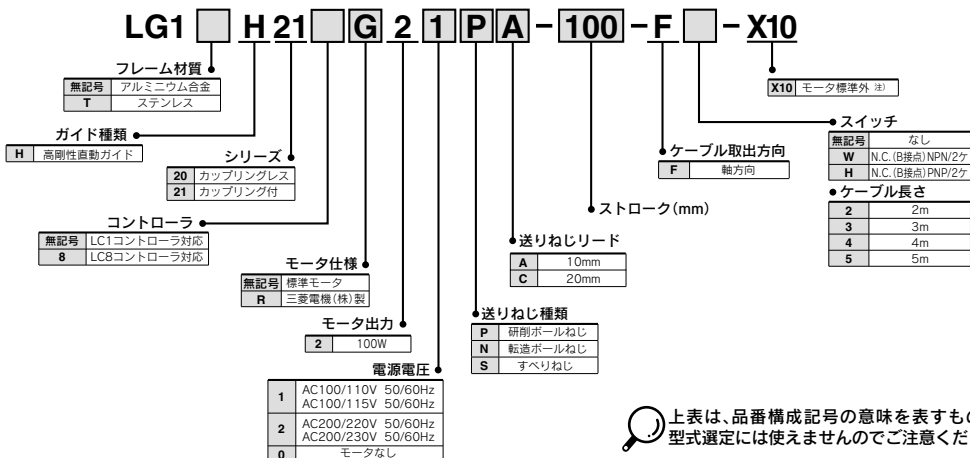 LG1 H 21 G 2 1 P A - 100 - F - X10
フレーム材質
無記号 アルミニウム合金
T ステンレス
ガイド種類
H 高剛性直動ガイド
シリーズ
20 カップリングレス
21 カップリング付
コントローラ
無記号 LC1コントローラ対応
8 LC8コントローラ対応
モータ仕様
無記号 標準モータ
R 三菱電機(株)製
モータ出力
2 100W
電源電圧
1 AC100/110V 50/60Hz
AC100/115V 50/60Hz
2 AC200/220V 50/60Hz
AC200/230V 50/60Hz
0 モータなし
送りねじ種類
P 研削ボールねじ
N 転造ボールねじ
S すべりねじ
送りねじリード
A 10mm
C 20mm
ストローク(mm)
ケーブル取出方向
F 軸方向
X10 モータ標準外 注)
スイッチ
無記号 なし
W N.C.(B接点)NPN/2ケ
H N.C.(B接点)PNP/2ケ
ケーブル長さ
2 2m
3 3m
4 4m
5 5m
上表は、品番構成記号の意味を表すもの
型式選定には使えませんのでご注意くだ